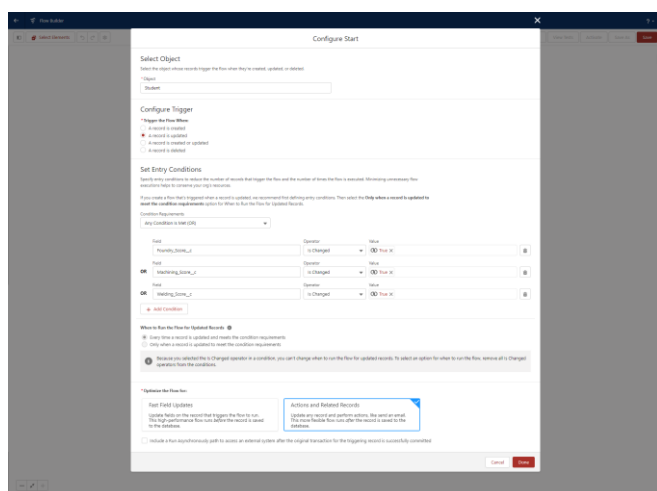 Flow Builder
Select Elements
Save
Configure Start
Select Object
Select the object whose records trigger the flow when they're created, updated, or deleted.
* Object
Student
Configure Trigger
* Trigger the Flow When:
A record is created
A record is updated
A record is created or updated
A record is deleted
Set Entry Conditions
Specify entry conditions to reduce the number of records that trigger the flow and the number of times the flow is executed. Minimizing unnecessary flow
executions helps to conserve your org's resources.
If you create a flow that's triggered when a record is updated, we recommend first defining entry conditions. Then select the Only when a record is updated to
meet the condition requirements option for When to Run the Flow for Updated Records.
Condition Requirements
Any Condition Is Met (OR)
Field Operator Value
Foundry_Score__c Is Changed True
Field Operator Value
OR Machining_Score__c Is Changed True
Field Operator Value
OR Welding_Score__c Is Changed True
+ Add Condition
When to Run the Flow for Updated Records
Every time a record is updated and meets the condition requirements
Only when a record is updated to meet the condition requirements
Because you selected the Is Changed operator in a condition, you can't change when to run the flow for updated records. To select an option for when to run the flow, remove all Is Changed
operators from the conditions.
* Optimize the Flow for:
Fast Field Updates
Update fields on the record that triggers the flow to run.
This high-performance flow runs before the record is saved
to the database.
Actions and Related Records
Update any record and perform actions, like send an email.
This more flexible flow runs after the record is saved to the
database.
Include a Run Asynchronously path to access an external system after the original transaction for the triggering record is successfully committed
Cancel
Done